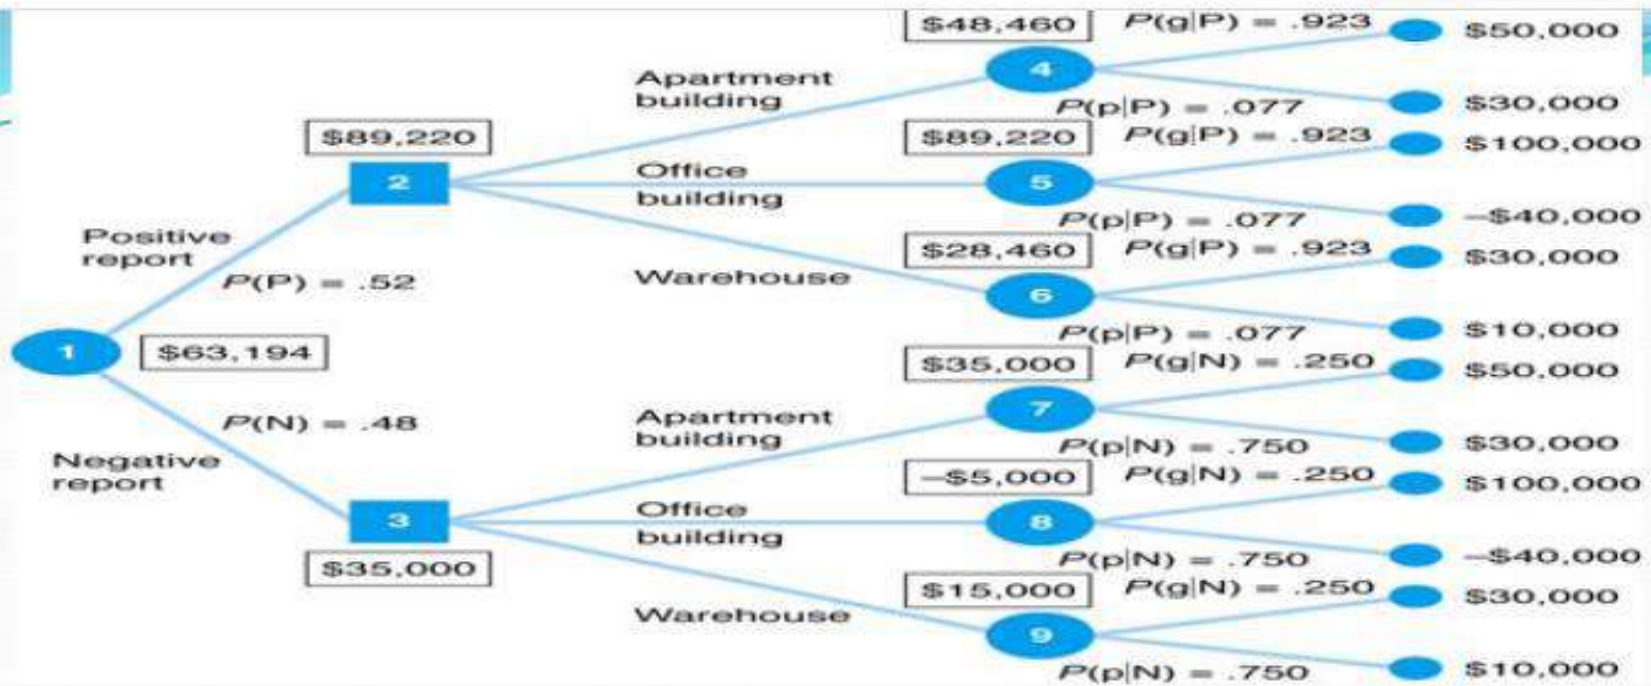 $48,460 P(g|P) = .923 $50,000
4
Apartment
building
P(p|P) = .077 $30,000
$89,220
$89,220 P(g|P) = .923 $100,000
2
Office
building
5
P(p|P) = .077 –$40,000
Positive
report
$28,460 P(g|P) = .923 $30,000
P(P) = .52
Warehouse
6
P(p|P) = .077 $10,000
1 $63,194
$35,000 P(g|N) = .250 $50,000
P(N) = .48
Apartment
building
7
P(p|N) = .750 $30,000
Negative
report
–$5,000 P(g|N) = .250 $100,000
3
Office
building
8
P(p|N) = .750 –$40,000
$35,000
$15,000 P(g|N) = .250 $30,000
Warehouse
9
P(p|N) = .750 $10,000